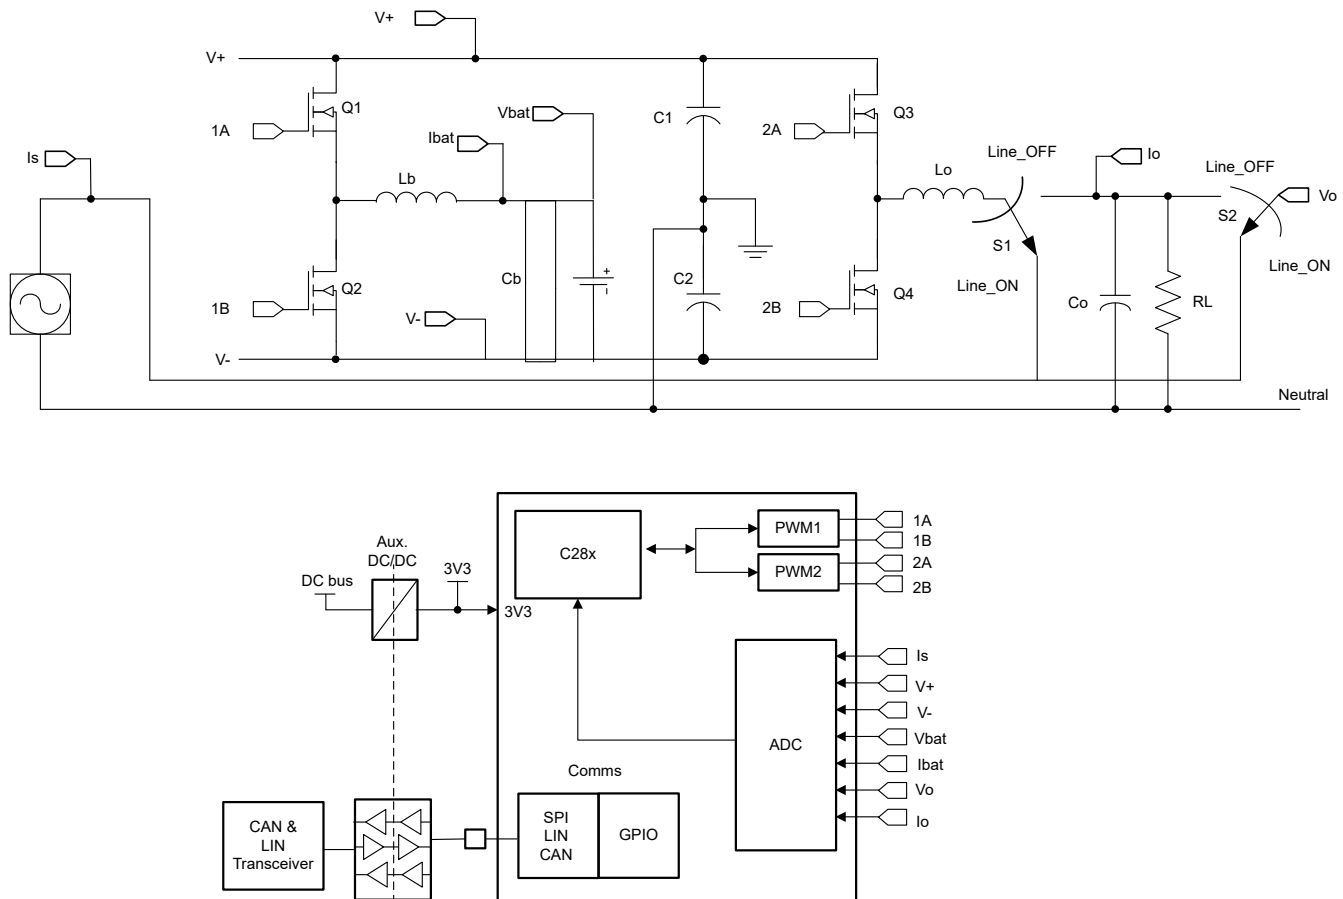 V+
V+
Q1
1A
Vbat
Ibat
Is
Lb
C1
2A
Q3
Line_OFF
Io
Line_OFF
Lo
Vo
S2
S1
Line_ON
Line_ON
Q2
1B
Cb
+
-
C2
2B
Q4
Co
RL
V-
V-
Neutral
Aux.
DC/DC
DC bus
3V3
3V3
C28x
PWM1
PWM2
1A
1B
2A
2B
ADC
Is
V+
V-
Vbat
Ibat
Vo
Io
Comms
SPI
LIN
CAN
GPIO
CAN &
LIN
Transceiver